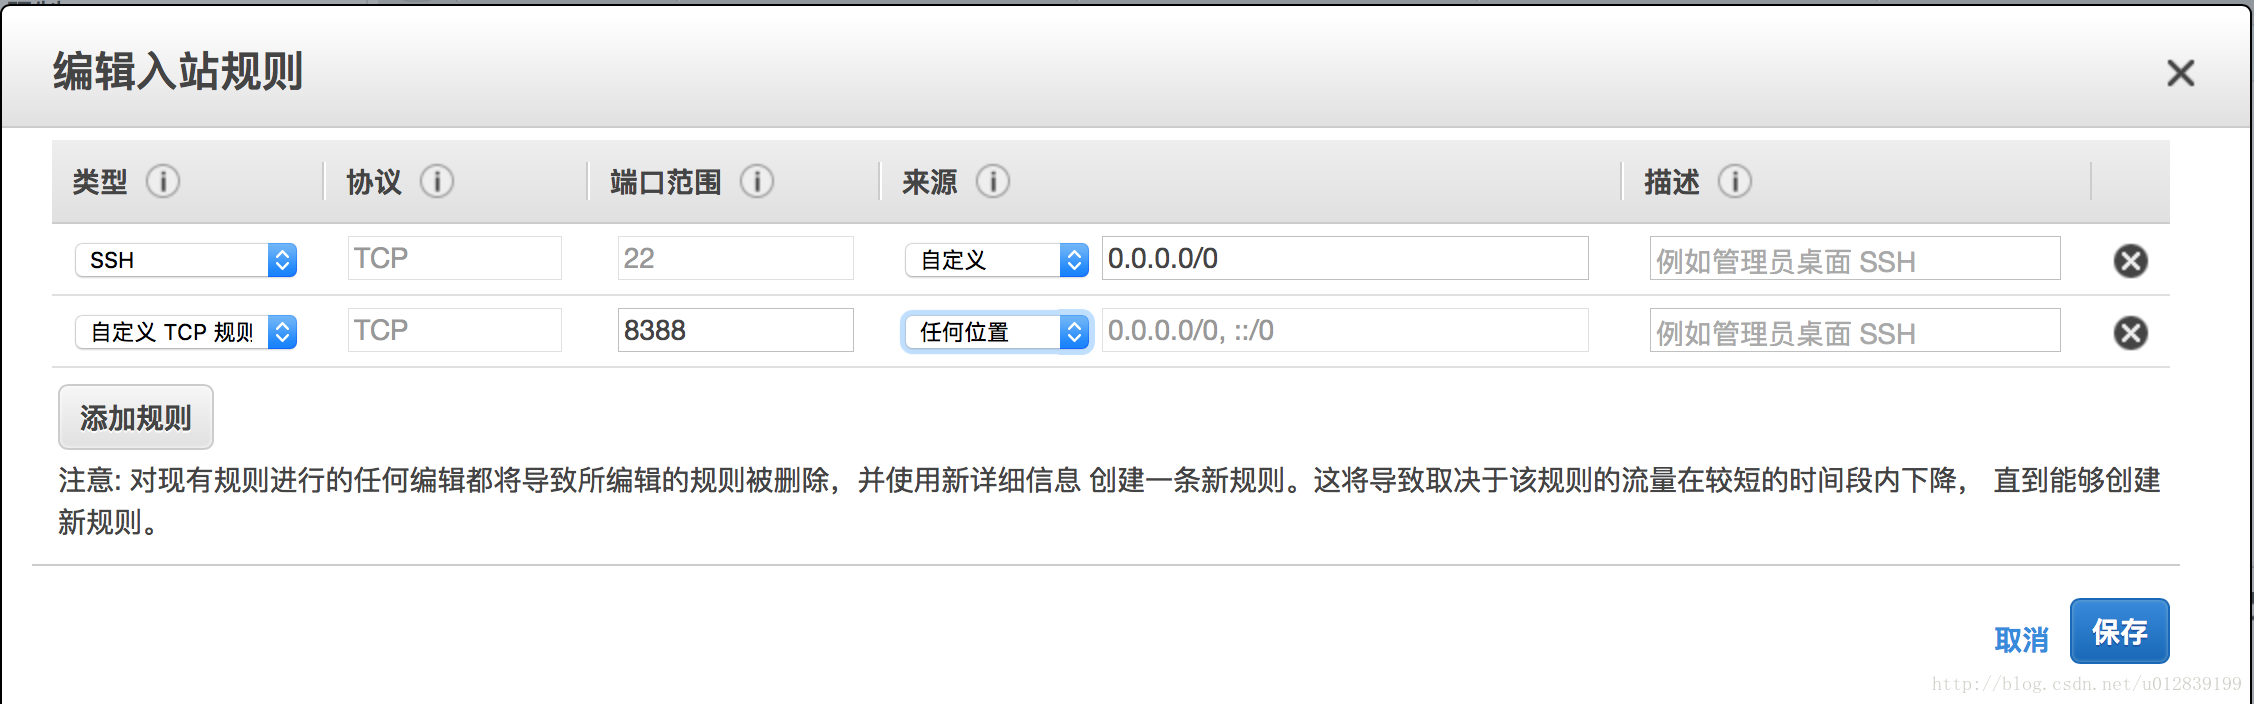 编辑入站规则
类型 协议 端口范围 来源 描述
SSH TCP 22 自定义 0.0.0.0/0 例如管理员桌面 SSH
自定义 TCP 规则 TCP 8388 任何位置 0.0.0.0/0, ::/0 例如管理员桌面 SSH
添加规则
注意: 对现有规则进行的任何编辑都将导致所编辑的规则被删除，并使用新详细信息 创建一条新规则。这将导致取决于该规则的流量在较短的时间段内下降， 直到能够创建
新规则。
取消 保存
http://blog.csdn.net/u012839199